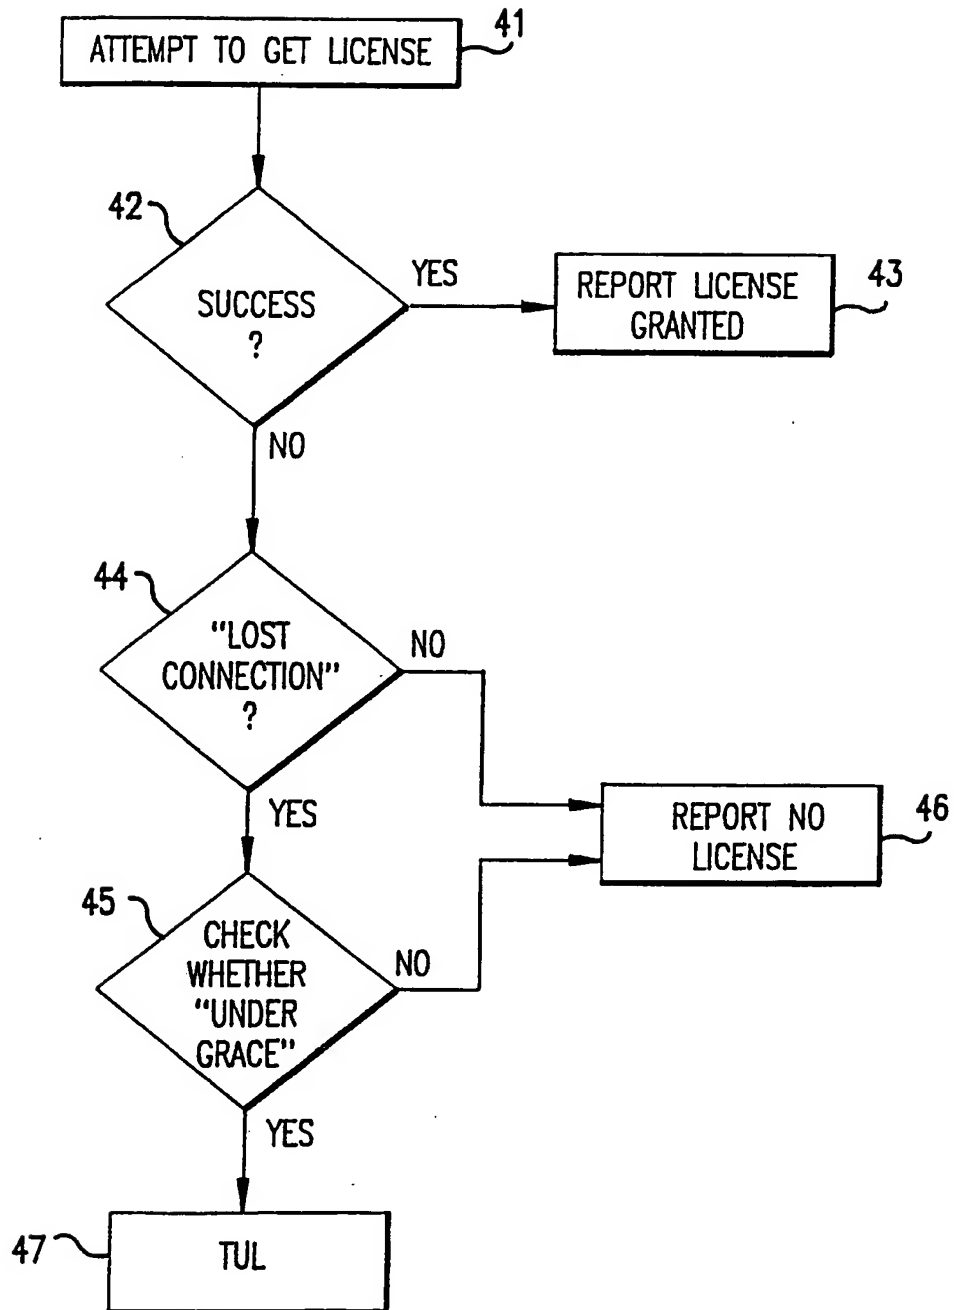 ATTEMPT TO GET LICENSE
41
42
SUCCESS
?
YES
REPORT LICENSE
GRANTED
43
NO
44
"LOST
CONNECTION"
?
NO
YES
REPORT NO
LICENSE
46
45
CHECK
WHETHER
"UNDER
GRACE"
NO
YES
47
TUL